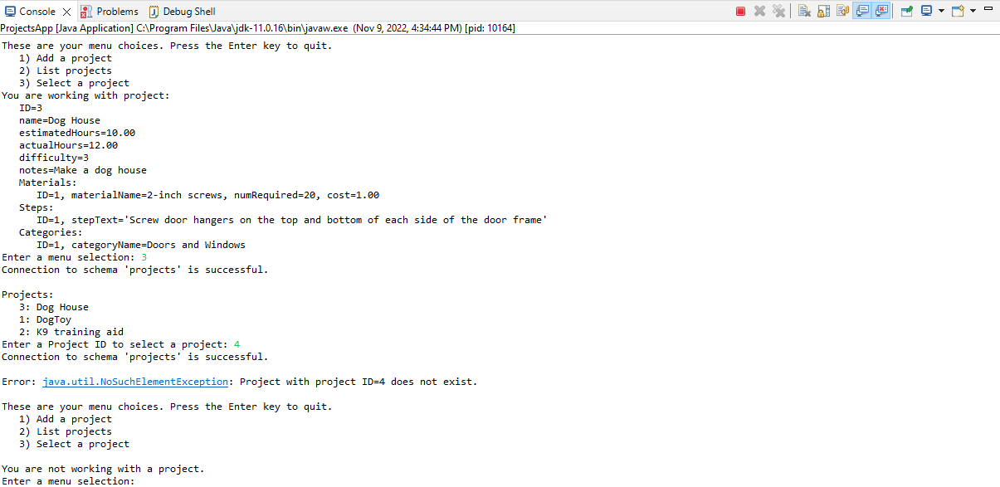 Console Problems Debug Shell
ProjectsApp [Java Application] C:\Program Files\Java\jdk-11.0.16\bin\javaw.exe (Nov 9, 2022, 4:34:44 PM) [pid: 10164]
These are your menu choices. Press the Enter key to quit.
1) Add a project
2) List projects
3) Select a project
You are working with project:
ID=3
name=Dog House
estimatedHours=10.00
actualHours=12.00
difficulty=3
notes=Make a dog house
Materials:
ID=1, materialName=2-inch screws, numRequired=20, cost=1.00
Steps:
ID=1, stepText='Screw door hangers on the top and bottom of each side of the door frame'
Categories:
ID=1, categoryName=Doors and Windows
Enter a menu selection: 3
Connection to schema 'projects' is successful.
Projects:
3: Dog House
1: DogToy
2: K9 training aid
Enter a Project ID to select a project: 4
Connection to schema 'projects' is successful.
Error: java.util.NoSuchElementException: Project with project ID=4 does not exist.
These are your menu choices. Press the Enter key to quit.
1) Add a project
2) List projects
3) Select a project
You are not working with a project.
Enter a menu selection: